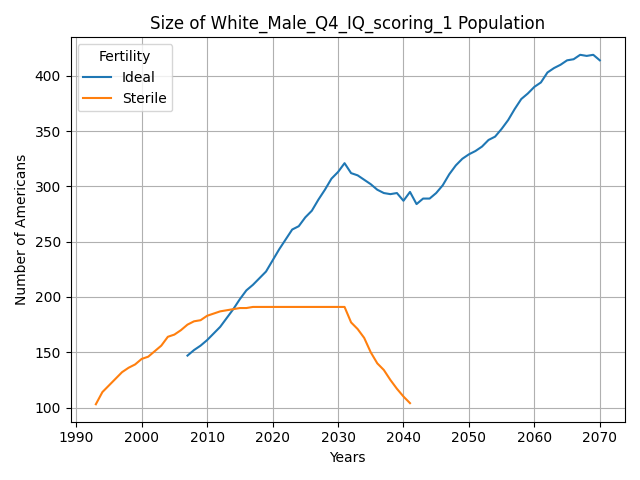 Size of White_Male_Q4_IQ_scoring_1 Population
Fertility
Ideal
Sterile
Number of Americans
400
350
300
250
200
150
100
1990
2000
2010
2020
2030
2040
2050
2060
2070
Years